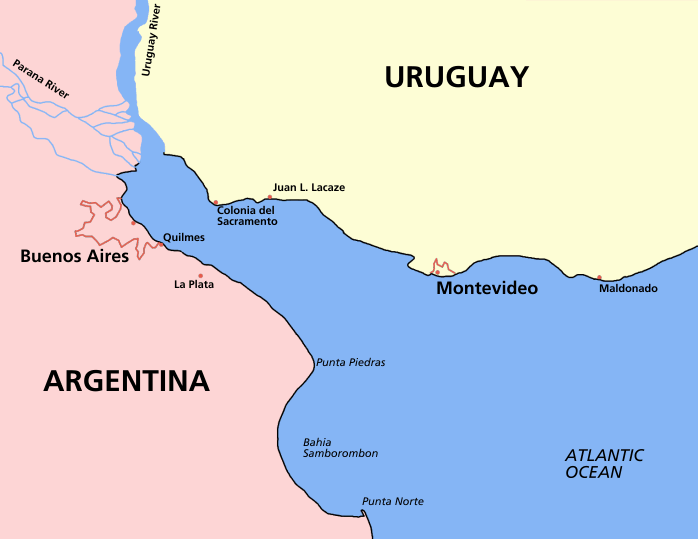 Uruguay River
Parana River
URUGUAY
Juan L. Lacaze
Colonia del
Sacramento
Quilmes
Buenos Aires
La Plata
Montevideo
Maldonado
Punta Piedras
ARGENTINA
Bahia
Samborombon
ATLANTIC
OCEAN
Punta Norte